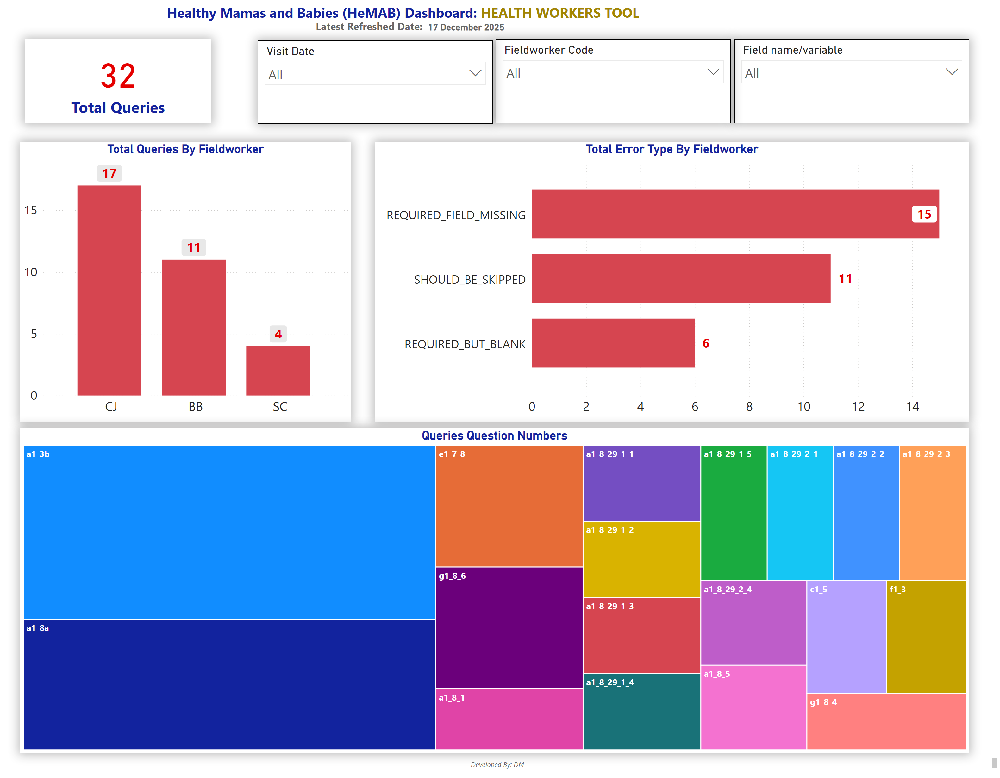 Healthy Mamas and Babies (HeMAB) Dashboard: HEALTH WORKERS TOOL
Latest Refreshed Date: 17 December 2025
32
Total Queries
Visit Date
All
Fieldworker Code
All
Field name/variable
All
Total Queries By Fieldworker
17
11
4
15
10
5
0
CJ BB SC
Total Error Type By Fieldworker
REQUIRED_FIELD_MISSING 15
SHOULD_BE_SKIPPED 11
REQUIRED_BUT_BLANK 6
0 2 4 6 8 10 12 14
Queries Question Numbers
a1_3b
a1_8a
e1_7_8
g1_8_6
a1_8_1
a1_8_29_1_1
a1_8_29_1_2
a1_8_29_1_3
a1_8_29_1_4
a1_8_29_1_5
a1_8_29_2_1
a1_8_29_2_2
a1_8_29_2_3
a1_8_29_2_4
a1_8_5
c1_5
f1_3
g1_8_4
Developed By: DM